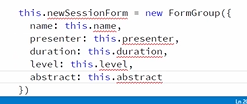 this.newSessionForm = new FormGroup({
name: this.name,
presenter: this.presenter,
duration: this.duration,
level: this.level,
abstract: this.abstract
})